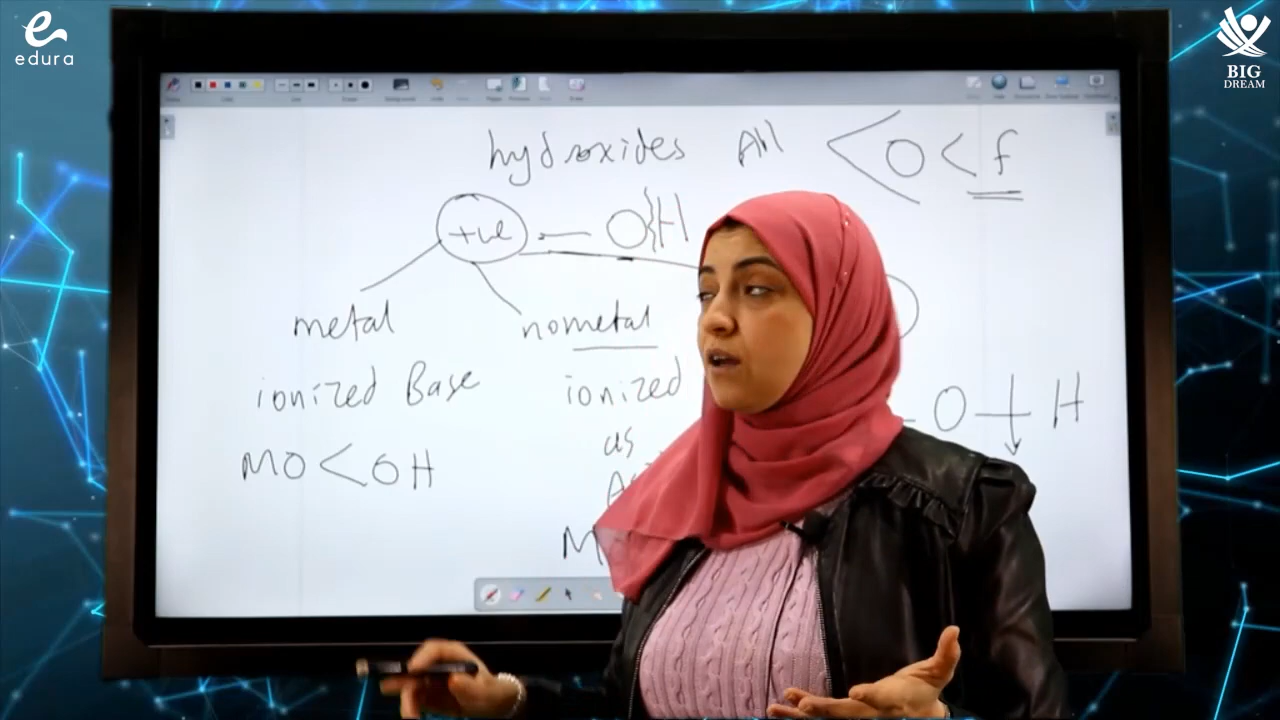 edura
BIG
DREAM
hydroxides All < O < f
+ve — O H
metal nometal
ionized Base ionized
O H
as
MO < OH